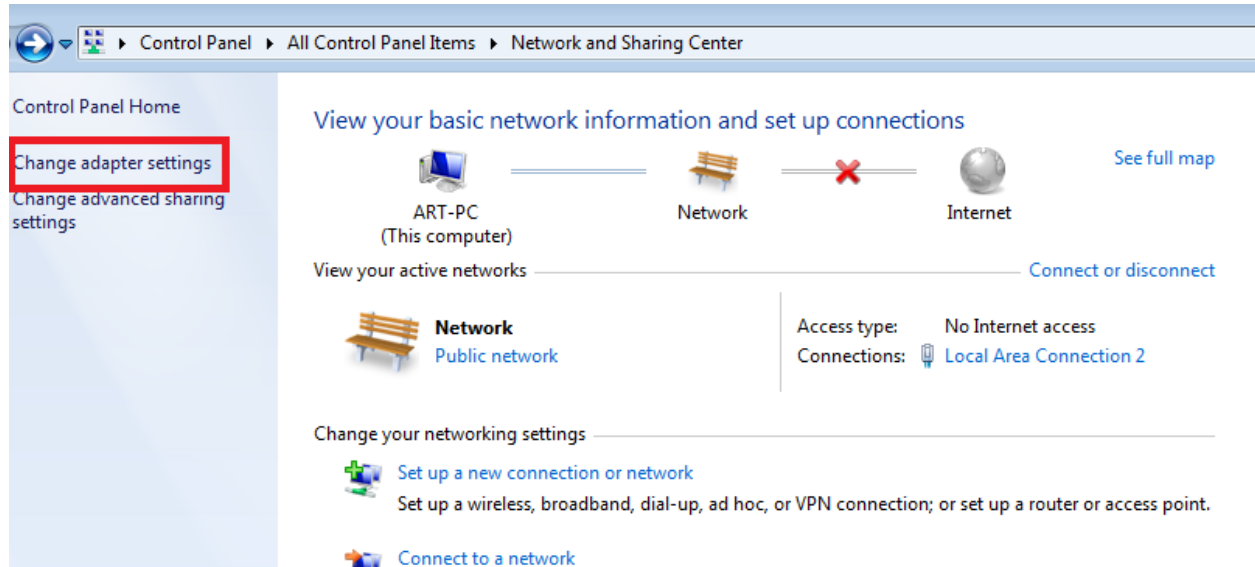 Control Panel ▸ All Control Panel Items ▸ Network and Sharing Center
Control Panel Home
Change adapter settings
Change advanced sharing
settings
View your basic network information and set up connections
See full map
ART-PC
(This computer)
Network
Internet
View your active networks
Connect or disconnect
Network
Public network
Access type: No Internet access
Connections: Local Area Connection 2
Change your networking settings
Set up a new connection or network
Set up a wireless, broadband, dial-up, ad hoc, or VPN connection; or set up a router or access point.
Connect to a network